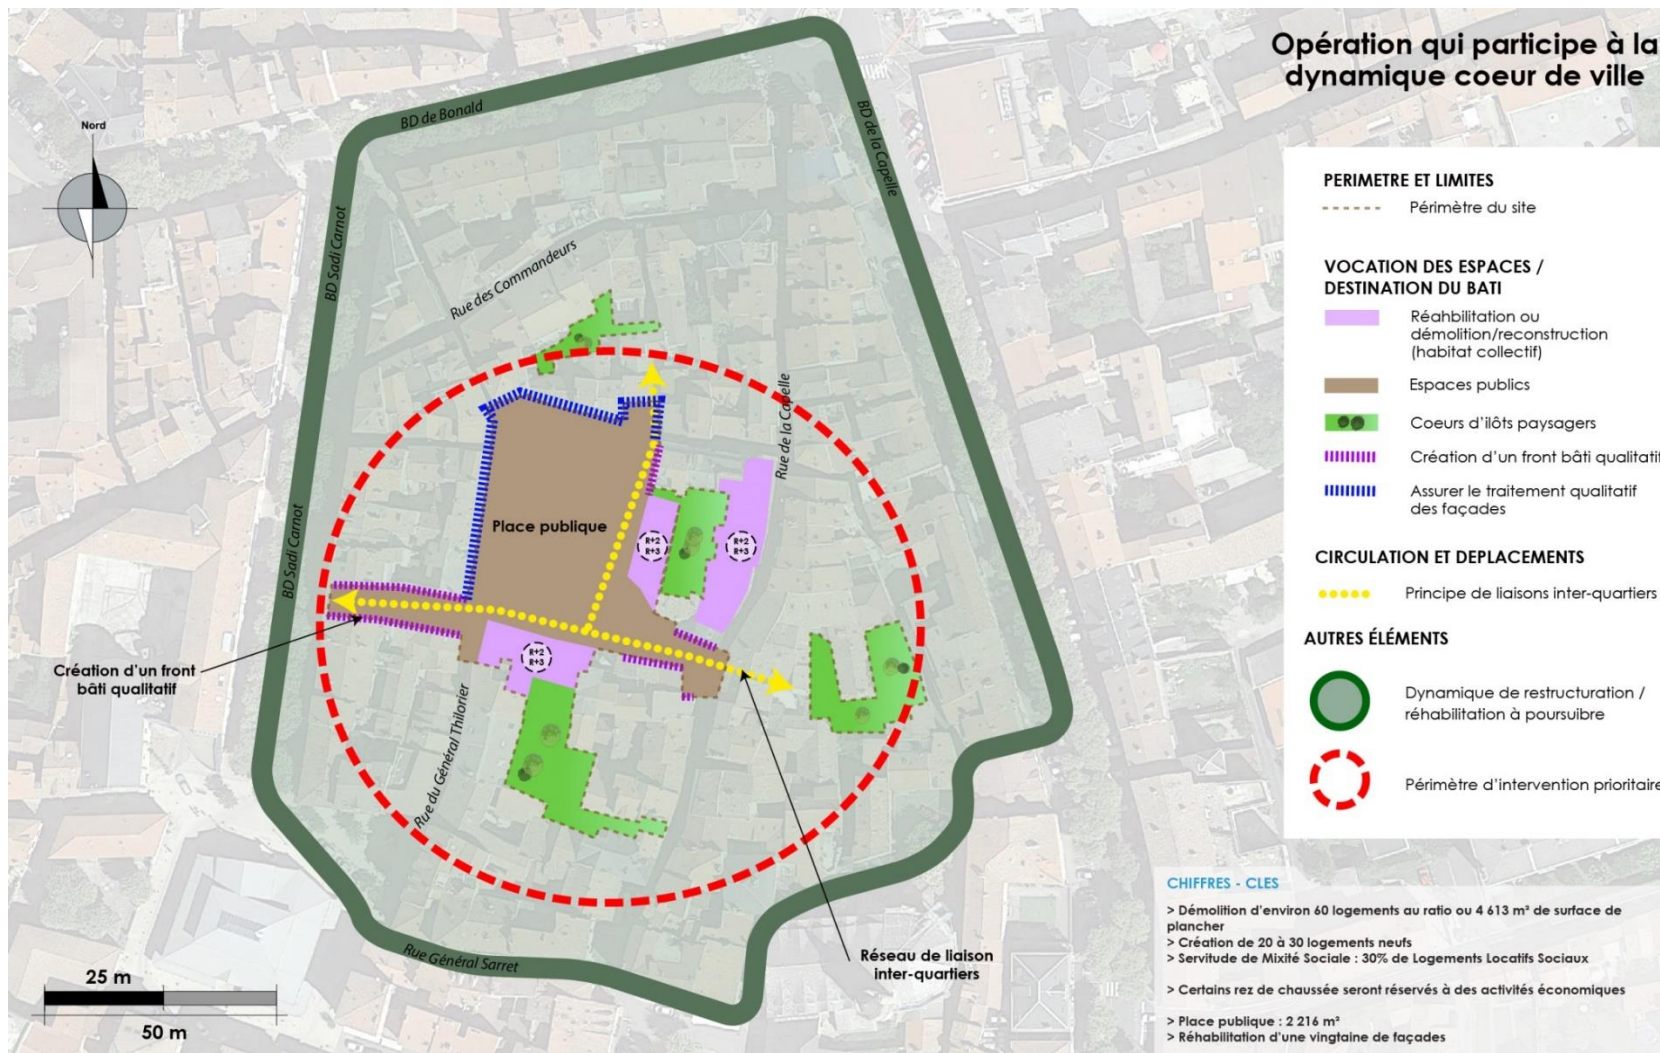 Opération qui participe à la
dynamique coeur de ville
Nord
BD de Bonald
BD de la Capelle
BD Sadi Carnot
Rue des Commandeurs
Rue de la Capelle
Place publique
R+2
R+3
R+2
R+3
BD Sadi Carnot
R+2
R+3
Création d'un front
bâti qualitatif
Rue du Général Thilorier
Rue Général Sarret
Réseau de liaison
inter-quartiers
25 m
50 m
PERIMETRE ET LIMITES
Périmètre du site
VOCATION DES ESPACES /
DESTINATION DU BATI
Réahbilitation ou
démolition/reconstruction
(habitat collectif)
Espaces publics
Coeurs d'ilôts paysagers
Création d'un front bâti qualitatif
Assurer le traitement qualitatif
des façades
CIRCULATION ET DEPLACEMENTS
Principe de liaisons inter-quartiers
AUTRES ÉLÉMENTS
Dynamique de restructuration /
réhabilitation à poursuibre
Périmètre d'intervention prioritaire
CHIFFRES - CLES
> Démolition d'environ 60 logements au ratio ou 4 613 m² de surface de
plancher
> Création de 20 à 30 logements neufs
> Servitude de Mixité Sociale : 30% de Logements Locatifs Sociaux
> Certains rez de chaussée seront réservés à des activités économiques
> Place publique : 2 216 m²
> Réhabilitation d'une vingtaine de façades